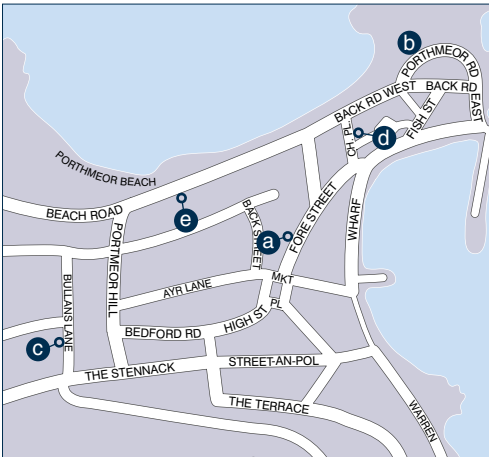 b
PORTHMEOR RD
BACK RD WEST
BACK RD
EAST
FISH ST
CH. PL
d
PORTHMEOR BEACH
BEACH ROAD
e
BACK STREET
a
FORE STREET
WHARF
PORTMEOR HILL
BULLANS LANE
AYR LANE
MKT
PL
HIGH ST
BEDFORD RD
c
THE STENNACK
STREET-AN-POL
THE TERRACE
WARREN